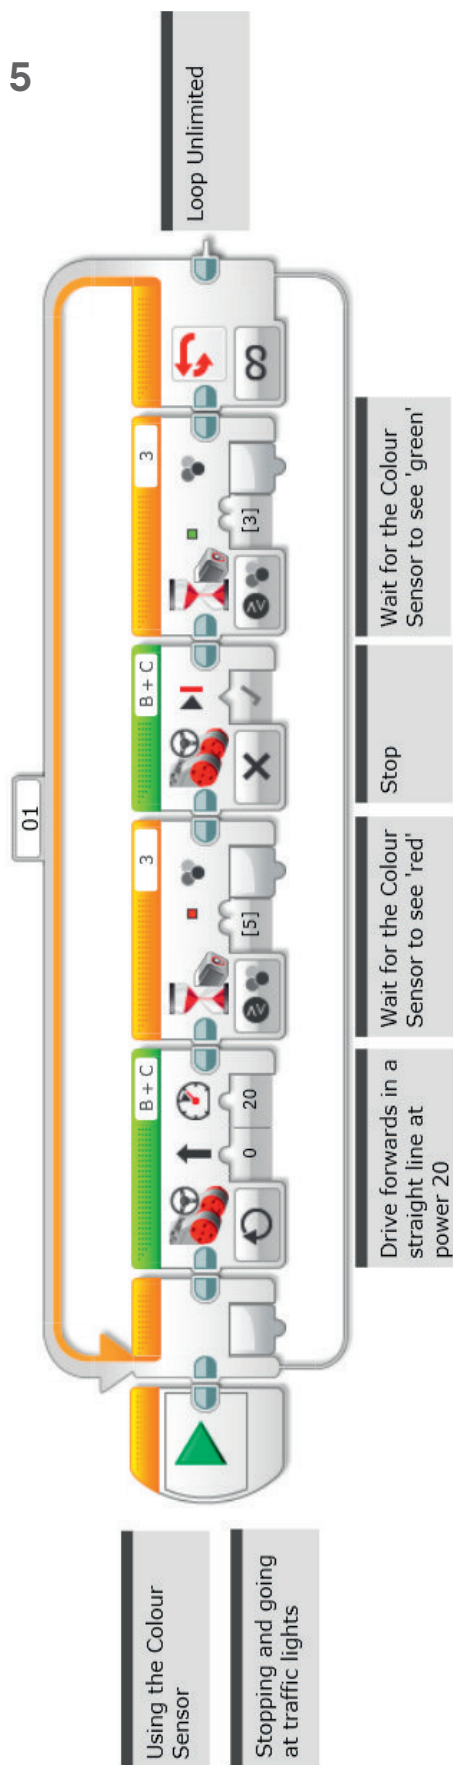 5
Using the Colour
Sensor
Stopping and going
at traffic lights
01
B + C
0
20
3
[5]
B + C
3
[3]
∞
Drive forwards in a
straight line at
power 20
Wait for the Colour
Sensor to see 'red'
Stop
Wait for the Colour
Sensor to see 'green'
Loop Unlimited